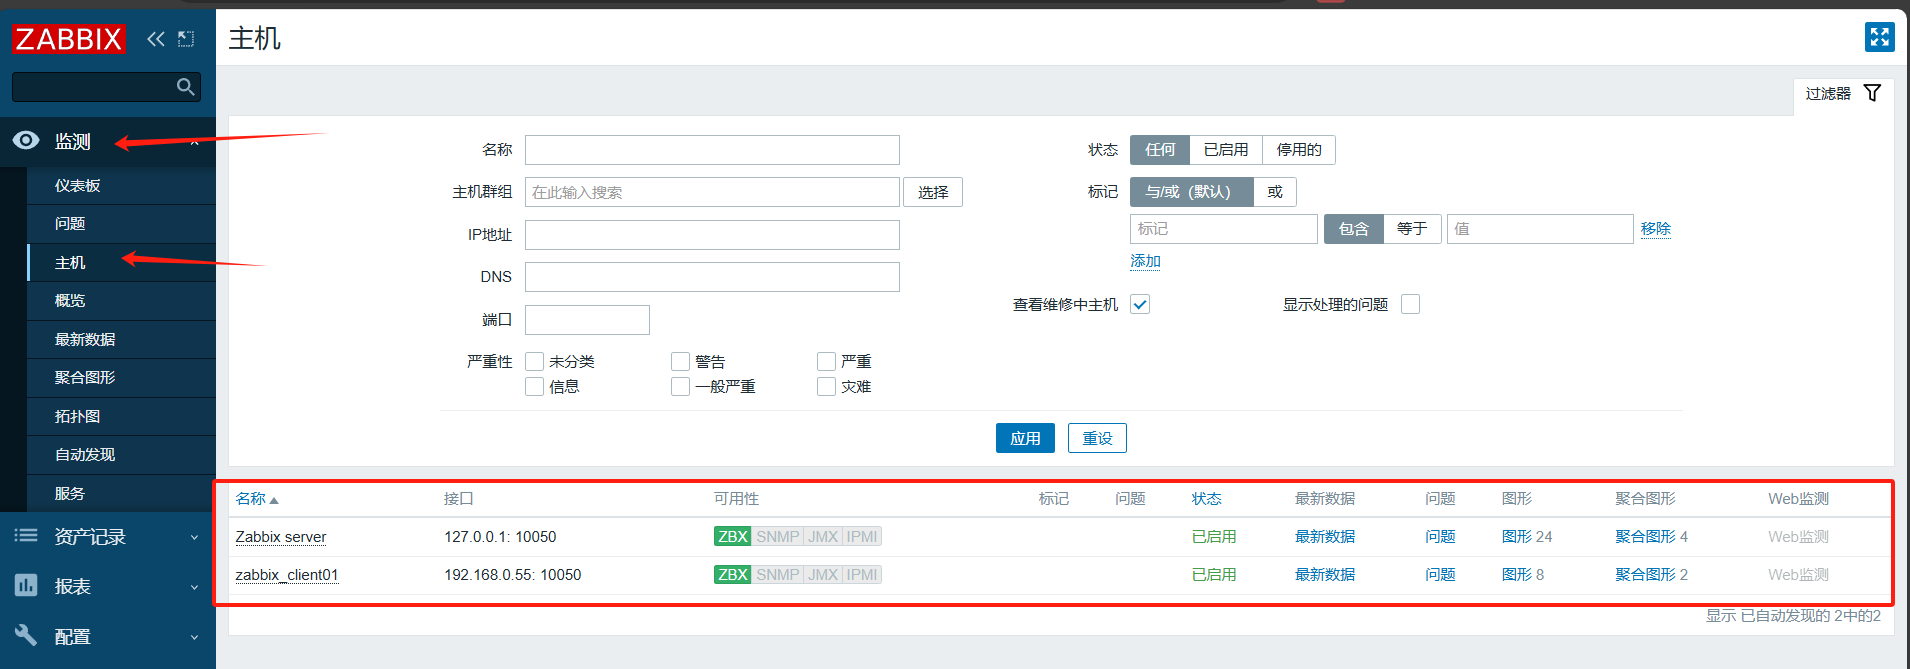 ZABBIX
主机
过滤器
监测
仪表板
问题
主机
概览
最新数据
聚合图形
拓扑图
自动发现
服务
资产记录
报表
配置
名称
主机群组 在此输入搜索 选择
IP地址
DNS
端口
严重性 未分类 警告 严重
信息 一般严重 灾难
状态 任何 已启用 停用的
标记 与/或（默认） 或
标记 包含 等于 值 移除
添加
查看维修中主机 显示处理的问题
应用 重设
名称 接口 可用性 标记 问题 状态 最新数据 问题 图形 聚合图形 Web监测
Zabbix server 127.0.0.1: 10050 ZBX SNMP JMX IPMI 已启用 最新数据 问题 图形 24 聚合图形 4 Web监测
zabbix_client01 192.168.0.55: 10050 ZBX SNMP JMX IPMI 已启用 最新数据 问题 图形 8 聚合图形 2 Web监测
显示 已自动发现的 2中的2